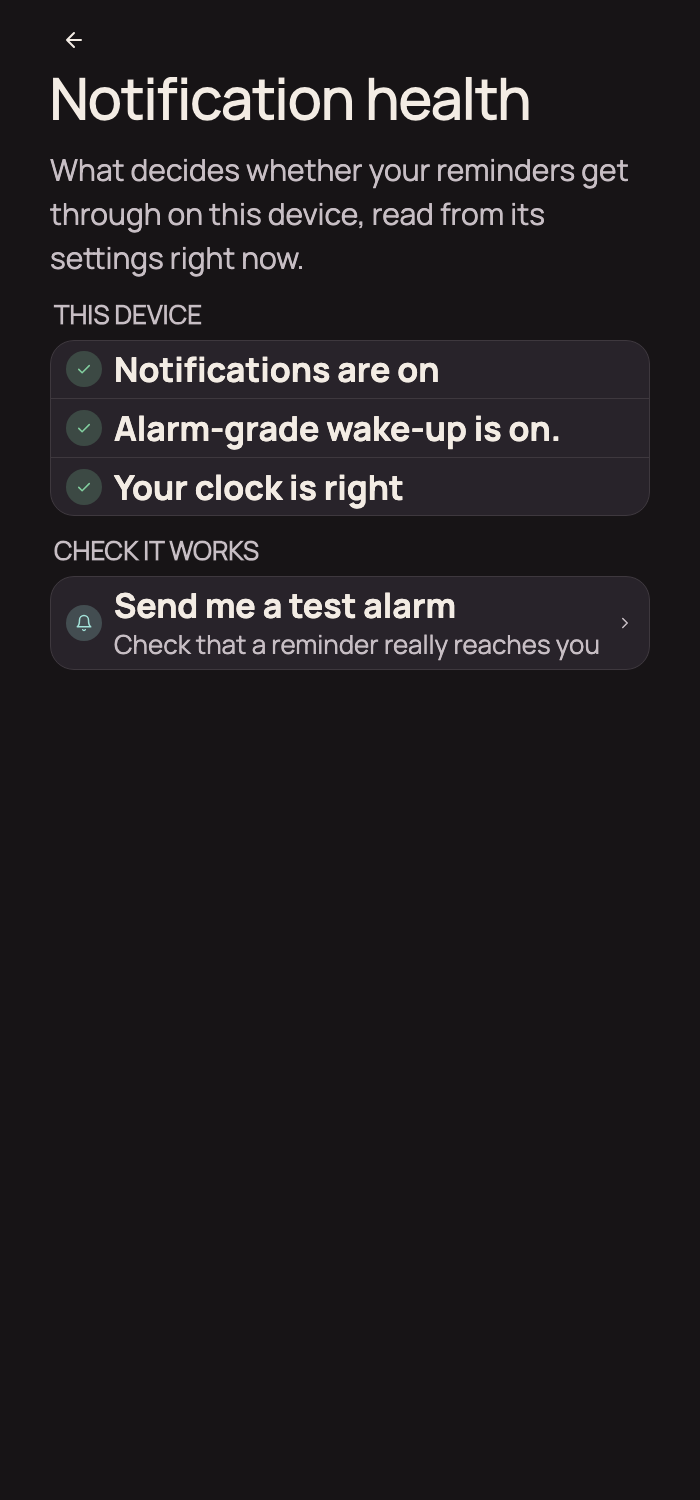 Notification health
What decides whether your reminders get
through on this device, read from its
settings right now.
THIS DEVICE
Notifications are on
Alarm-grade wake-up is on.
Your clock is right
CHECK IT WORKS
Send me a test alarm
Check that a reminder really reaches you